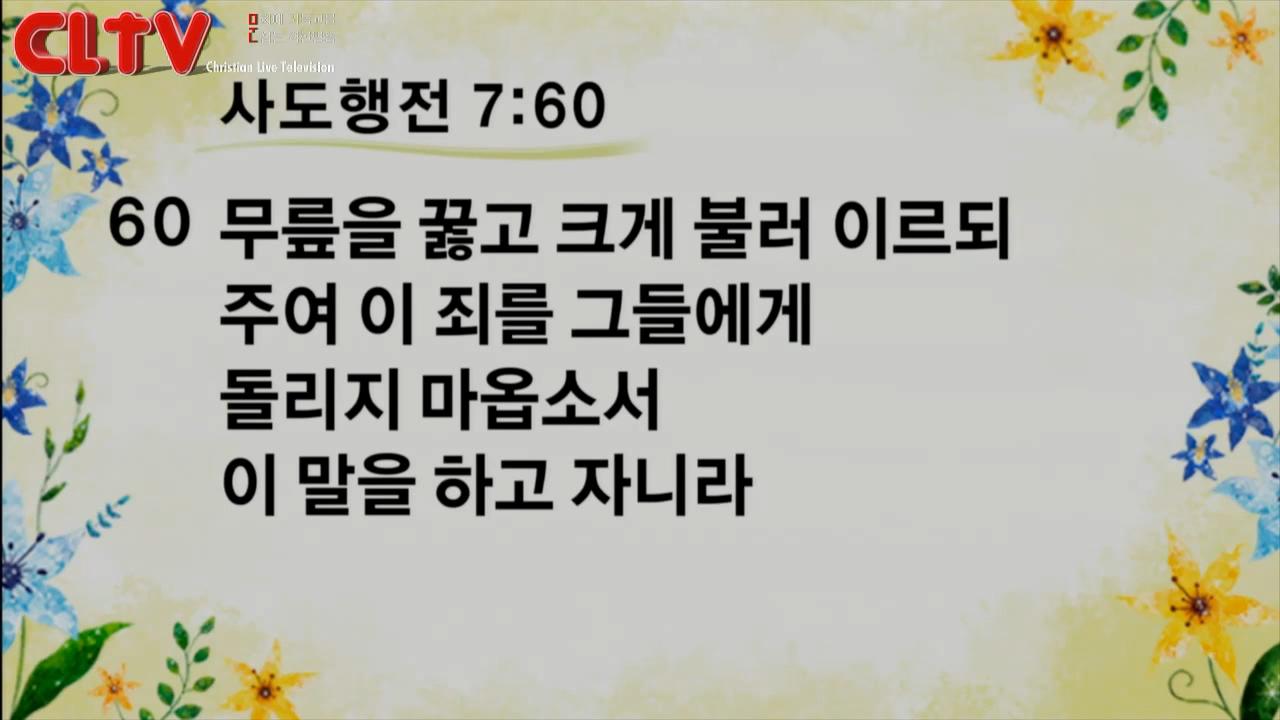 CLTV
Christian Live Television
사도행전 7:60
60 무릎을 꿇고 크게 불러 이르되
주여 이 죄를 그들에게
돌리지 마옵소서
이 말을 하고 자니라